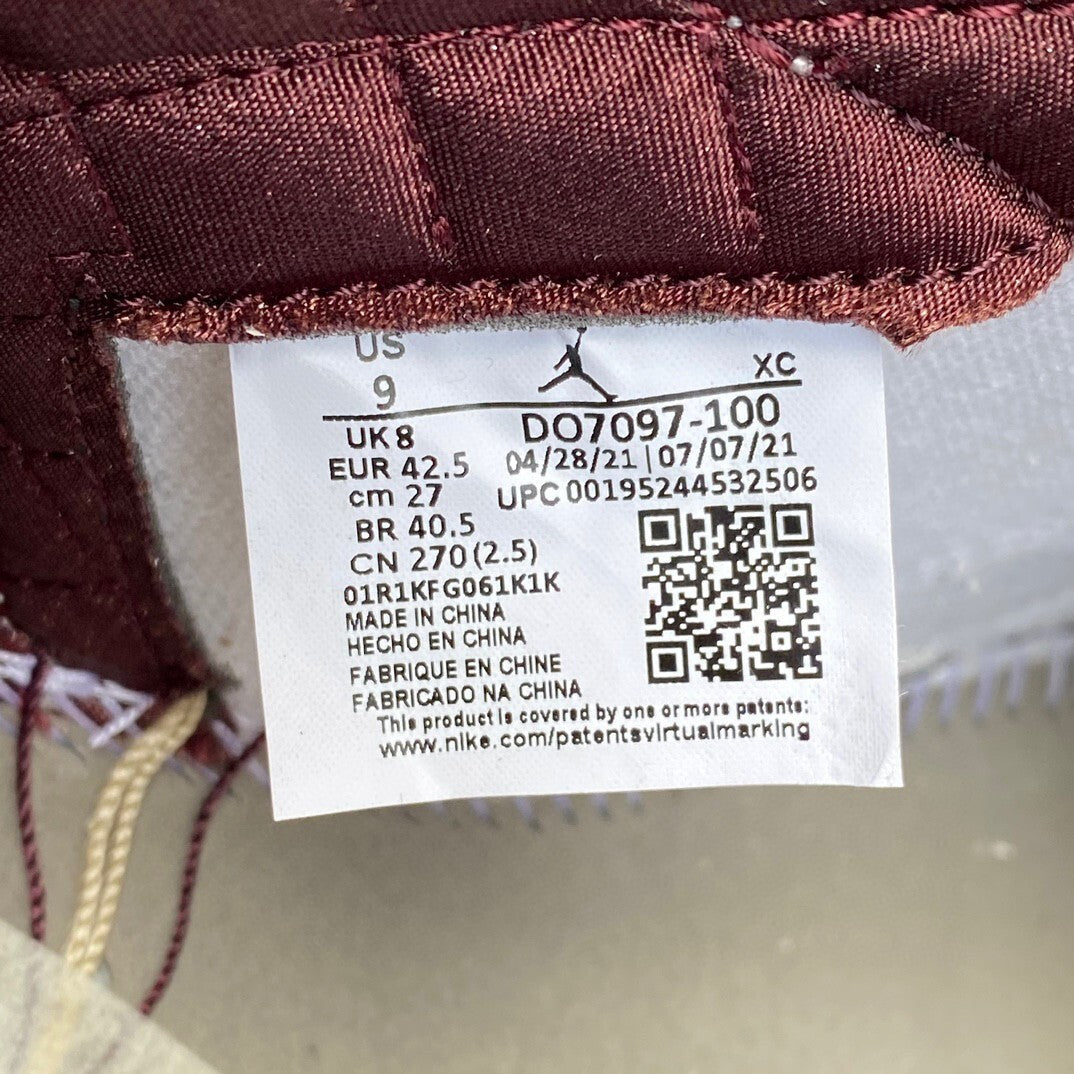 US
9
XC
UK 8
DO7097-100
EUR 42.5
04/28/21 | 07/07/21
cm 27
UPC 00195244532506
BR 40.5
CN 270 (2.5)
01R1KFG061K1K
MADE IN CHINA
HECHO EN CHINA
FABRIQUE EN CHINE
FABRICADO NA CHINA
This product is covered by one or more patents:
www.nike.com/patentsvirtualmarking